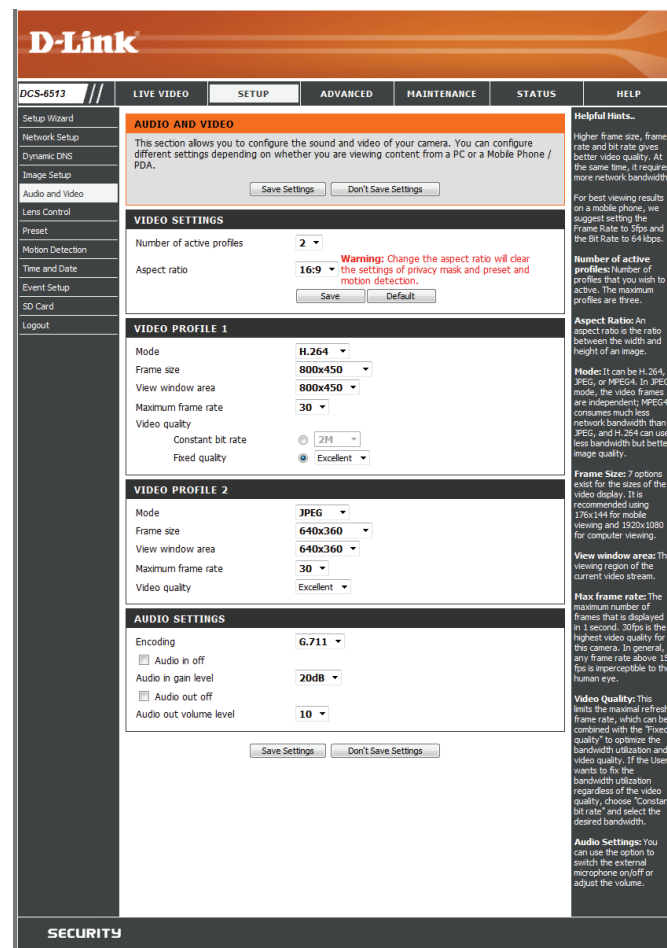 D-Link
DCS-6513
LIVE VIDEO
SETUP
ADVANCED
MAINTENANCE
STATUS
HELP
Setup Wizard
Network Setup
Dynamic DNS
Image Setup
Audio and Video
Lens Control
Preset
Motion Detection
Time and Date
Event Setup
SD Card
Logout
AUDIO AND VIDEO
This section allows you to configure the sound and video of your camera. You can configure
different settings depending on whether you are viewing content from a PC or a Mobile Phone /
PDA.
Save Settings Don't Save Settings
VIDEO SETTINGS
Number of active profiles 2
Aspect ratio 16:9
Warning: Change the aspect ratio will clear
the settings of privacy mask and preset and
motion detection.
Save Default
VIDEO PROFILE 1
Mode H.264
Frame size 800x450
View window area 800x450
Maximum frame rate 30
Video quality
Constant bit rate 2M
Fixed quality Excellent
VIDEO PROFILE 2
Mode JPEG
Frame size 640x360
View window area 640x360
Maximum frame rate 30
Video quality Excellent
AUDIO SETTINGS
Encoding G.711
Audio in off
Audio in gain level 20dB
Audio out off
Audio out volume level 10
Save Settings Don't Save Settings
Helpful Hints..
Higher frame size, frame
rate and bit rate gives
better video quality. At
the same time, it requires
more network bandwidth
For best viewing results
on a mobile phone, we
suggest setting the
Frame Rate to 5fps and
the Bit Rate to 64 kbps.
Number of active
profiles: Number of
profiles that you wish to
active. The maximum
profiles are three.
Aspect Ratio: An
aspect ratio is the ratio
between the width and
height of an image.
Mode: It can be H.264,
JPEG, or MPEG4. In JPEG
mode, the video frames
are independent; MPEG4
consumes much less
network bandwidth than
JPEG, and H.264 can use
less bandwidth but bette
image quality.
Frame Size: 7 options
exist for the sizes of the
video display. It is
recommended using
176x144 for mobile
viewing and 1920x1080
for computer viewing.
View window area: Th
viewing region of the
current video stream.
Max frame rate: The
maximum number of
frames that is displayed
in 1 second. 30fps is the
highest video quality for
this camera. In general,
any frame rate above 15
fps is imperceptible to the
human eye.
Video Quality: This
limits the maximal refresh
frame rate, which can be
combined with the "Fixed
quality" to optimize the
bandwidth utilization and
video quality. If the User
wants to fix the
bandwidth utilization
regardless of the video
quality, choose "Constan
bit rate" and select the
desired bandwidth.
Audio Settings: You
can use the option to
switch the external
microphone on/off or
adjust the volume.
SECURITY